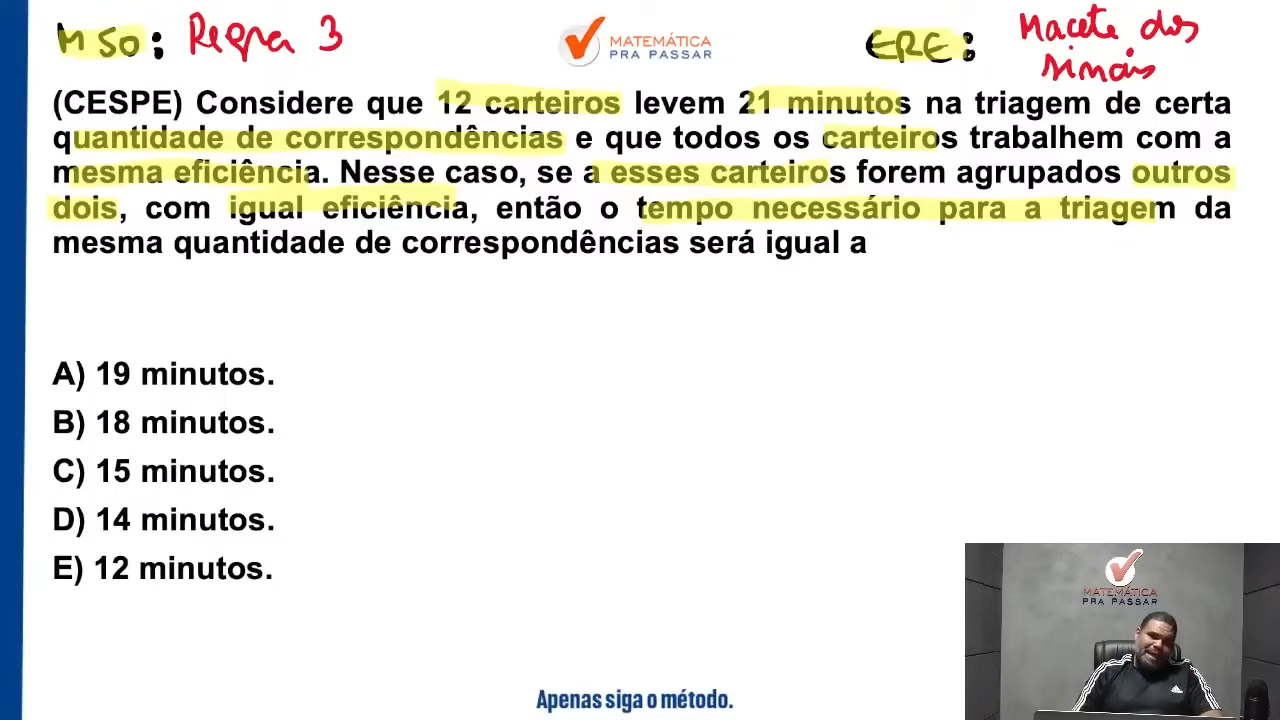 MSO: Regra 3
MATEMÁTICA
PRA PASSAR
ERE: Macete dos
sinais
(CESPE) Considere que 12 carteiros levem 21 minutos na triagem de certa
quantidade de correspondências e que todos os carteiros trabalhem com a
mesma eficiência. Nesse caso, se a esses carteiros forem agrupados outros
dois, com igual eficiência, então o tempo necessário para a triagem da
mesma quantidade de correspondências será igual a
A) 19 minutos.
B) 18 minutos.
C) 15 minutos.
D) 14 minutos.
E) 12 minutos.
MATEMÁTICA
PRA PASSAR
Apenas siga o método.